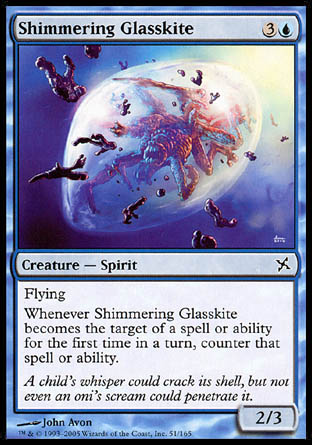 Shimmering Glasskite 3
Creature — Spirit
Flying
Whenever Shimmering Glasskite
becomes the target of a spell or ability
for the first time in a turn, counter that
spell or ability.
A child's whisper could crack its shell, but not
even an oni's scream could penetrate it.
John Avon
2/3
™ & © 1993–2005 Wizards of the Coast, Inc. 51/165